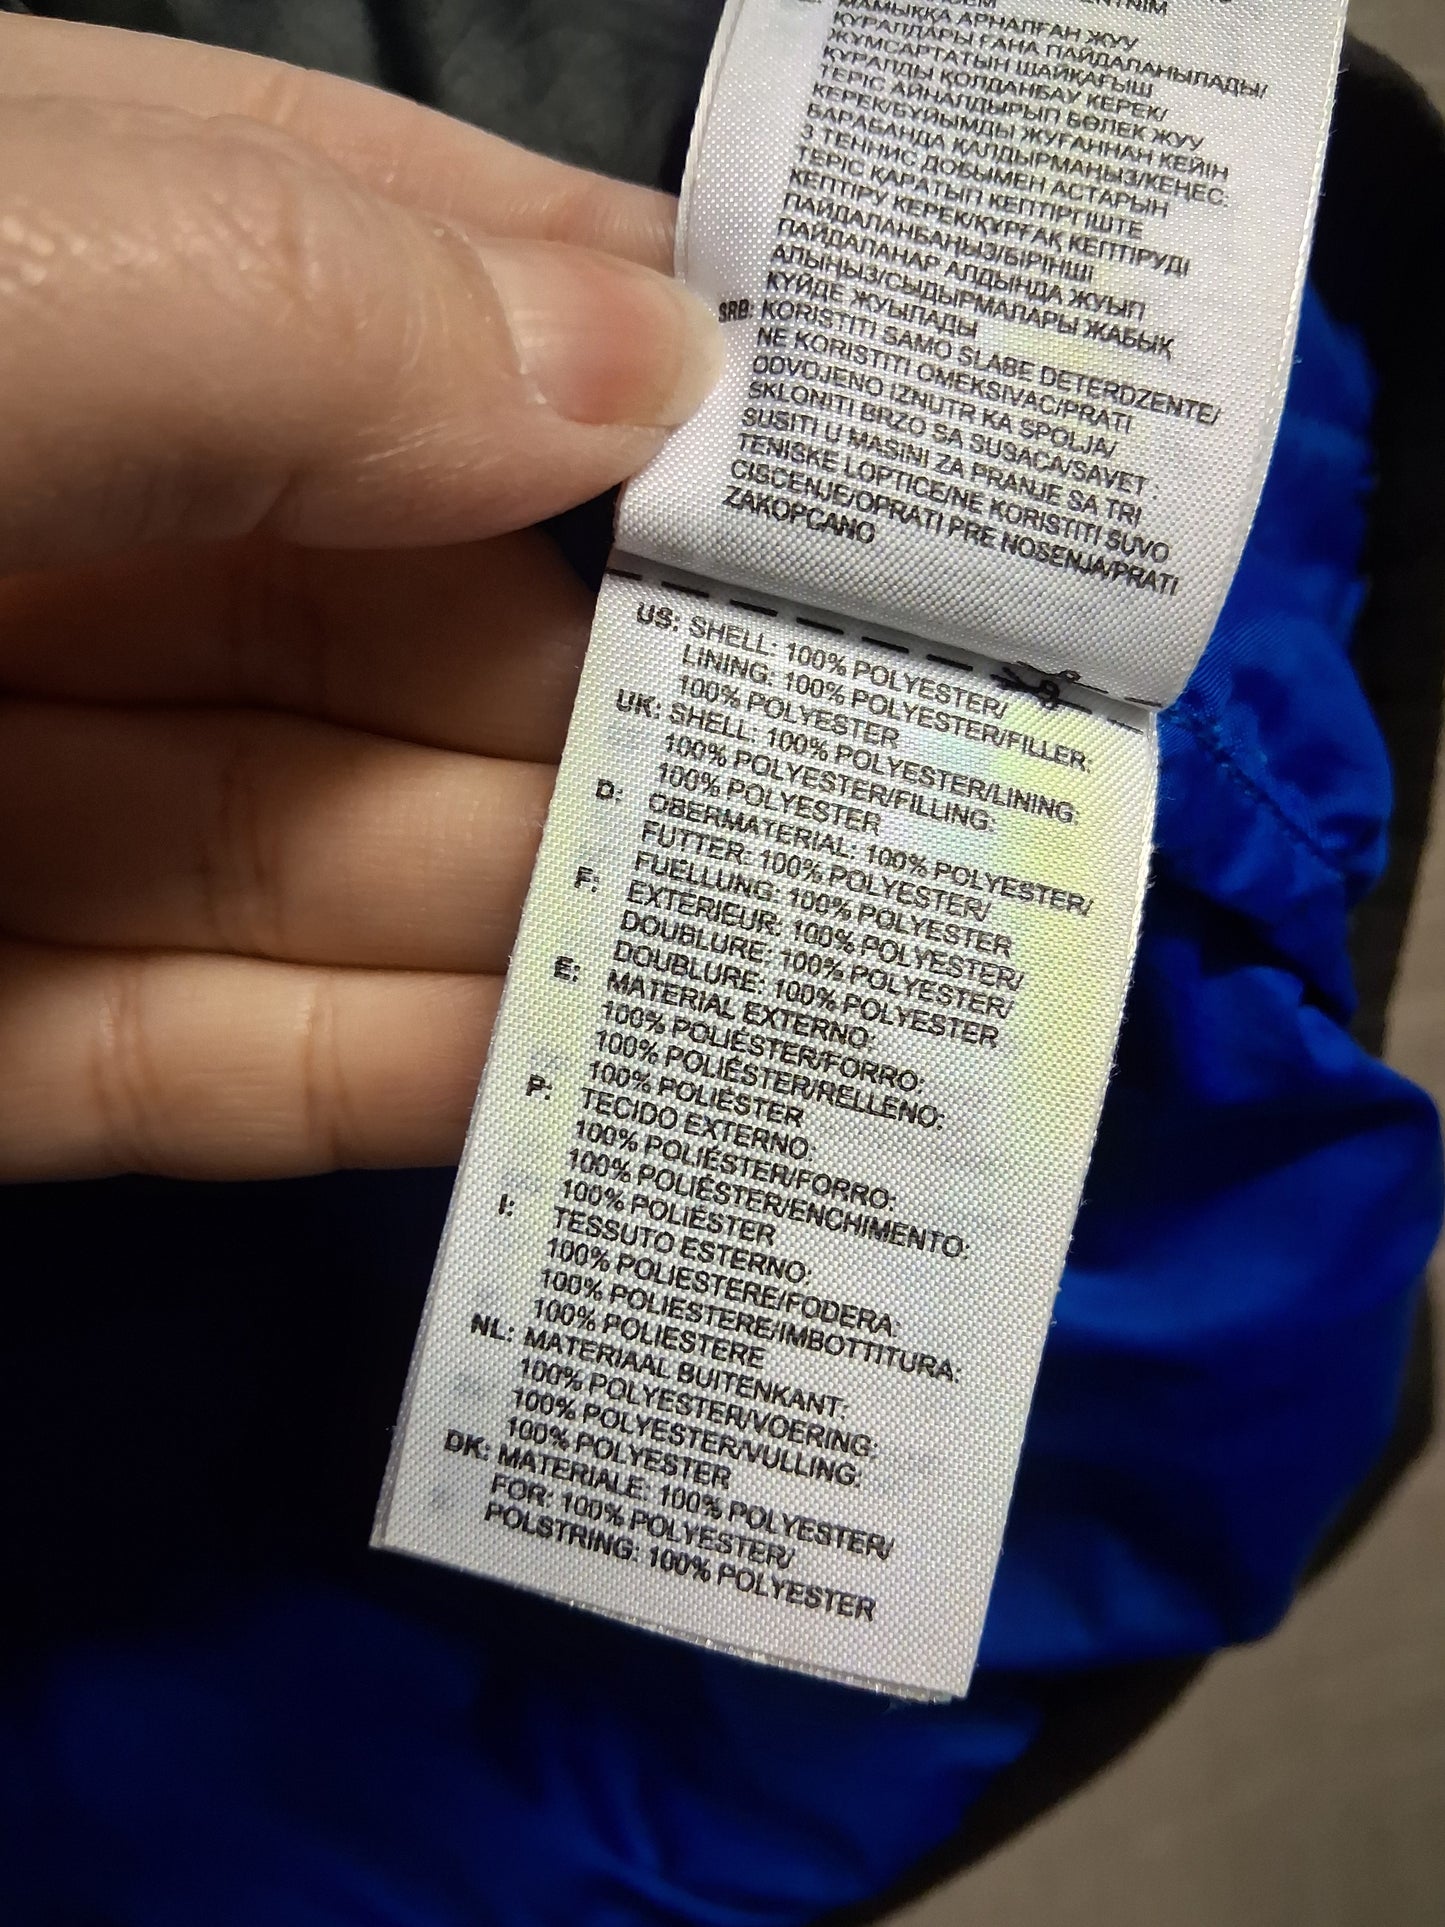 МАМЫҚҚА АРНАЛҒАН ЖУУ
ҚҰРАЛДАРЫ ҒАНА ПАЙДАЛАНЫЛАДЫ/
ЖҰМСАРТАТЫН ШАЙҚАҒЫШ
ҚҰРАЛДЫ ҚОЛДАНБАУ КЕРЕК/
ТЕРІС АЙНАЛДЫРЫП БӨЛЕК ЖУУ
КЕРЕК/БҰЙЫМДЫ ЖУҒАННАН КЕЙІН
БАРАБАНДА ҚАЛДЫРМАҢЫЗ/КЕҢЕС.
3 ТЕННИС ДОБЫМЕН АСТАРЫН
ТЕРІС ҚАРАТЫП КЕПТІРГІШТЕ
КЕПТІРУ КЕРЕК/ҚҰРҒАҚ КЕПТІРУДІ
ПАЙДАЛАНБАҢЫЗ/БІРІНШІ
ПАЙДАЛАНАР АЛДЫНДА ЖУЫП
АЛЫҢЫЗ/СЫДЫРМАЛАРЫ ЖАБЫҚ
КҮЙДЕ ЖУЫЛАДЫ
SRB: KORISTITI SAMO SLABE DETERDZENTE/
NE KORISTITI OMEKSIVAC/PRATI
ODVOJENO IZNUTR KA SPOLJA/
SKLONITI BRZO SA SUSACA/SAVET .
SUSITI U MASINI ZA PRANJE SA TRI
TENISKE LOPTICE/NE KORISTITI SUVO
CISCENJE/OPRATI PRE NOSENJA/PRATI
ZAKOPCANO
US: SHELL: 100% POLYESTER/
LINING: 100% POLYESTER/FILLER:
100% POLYESTER
UK: SHELL: 100% POLYESTER/LINING:
100% POLYESTER/FILLING:
100% POLYESTER
D: OBERMATERIAL: 100% POLYESTER/
FUTTER: 100% POLYESTER/
FUELLUNG: 100% POLYESTER
F: EXTERIEUR: 100% POLYESTER/
DOUBLURE: 100% POLYESTER/
DOUBLURE: 100% POLYESTER
E: MATERIAL EXTERNO:
100% POLIÉSTER/FORRO:
100% POLIÉSTER/RELLENO:
100% POLIÉSTER
P: TECIDO EXTERNO:
100% POLIÉSTER/FORRO:
100% POLIÉSTER/ENCHIMENTO:
100% POLIÉSTER
I: TESSUTO ESTERNO:
100% POLIESTERE/FODERA:
100% POLIESTERE/IMBOTTITURA:
100% POLIESTERE
NL: MATERIAAL BUITENKANT:
100% POLYESTER/VOERING:
100% POLYESTER/VULLING:
100% POLYESTER
DK: MATERIALE: 100% POLYESTER/
FOR: 100% POLYESTER/
POLSTRING: 100% POLYESTER